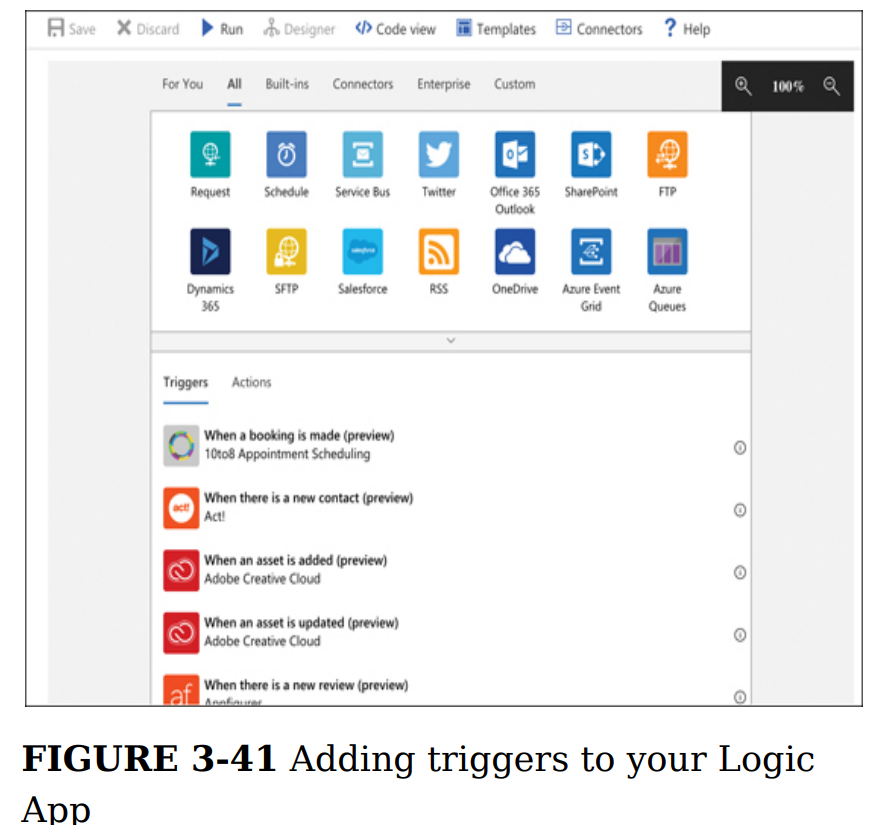 Save Discard Run Designer Code view Templates Connectors Help
For You All Built-ins Connectors Enterprise Custom
100%
Request Schedule Service Bus Twitter Office 365 Outlook SharePoint FTP
Dynamics 365 SFTP Salesforce RSS OneDrive Azure Event Grid Azure Queues
Triggers Actions
When a booking is made (preview)
10to8 Appointment Scheduling
act!
When there is a new contact (preview)
Act!
When an asset is added (preview)
Adobe Creative Cloud
When an asset is updated (preview)
Adobe Creative Cloud
af
When there is a new review (preview)
FIGURE 3-41 Adding triggers to your Logic
App